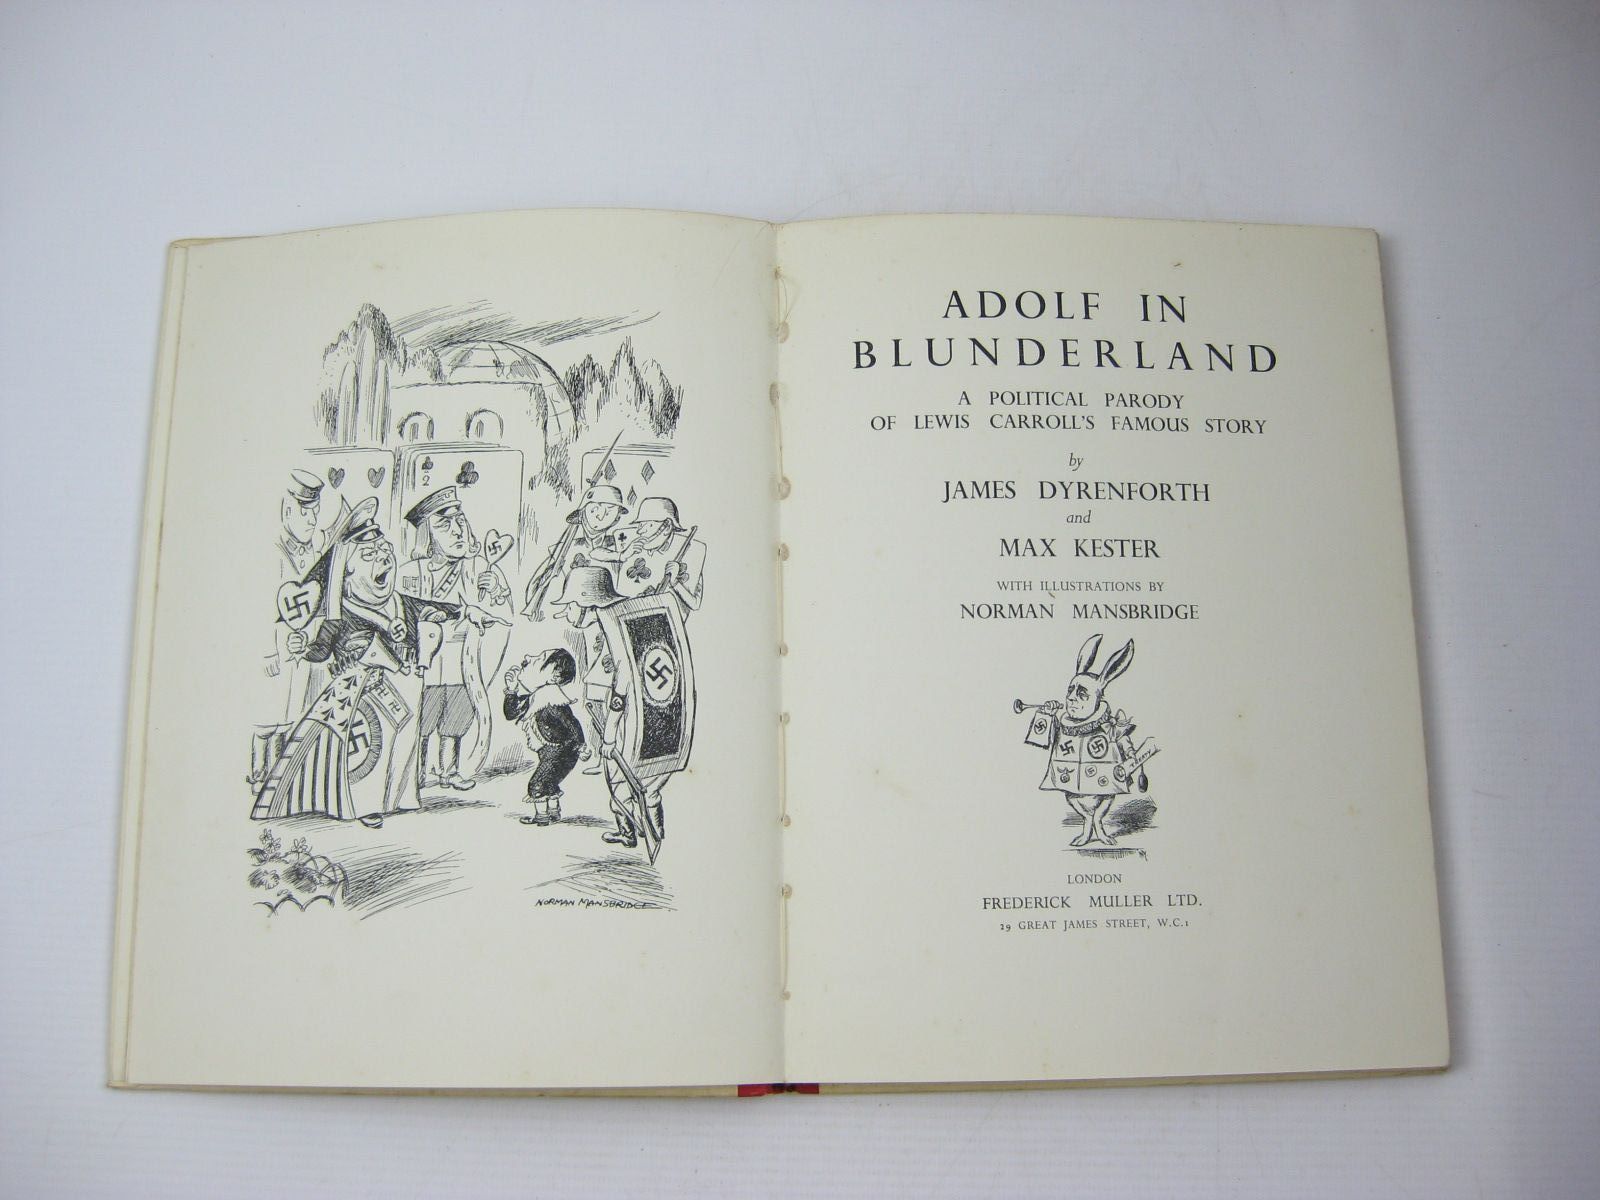 2
NORMAN MANSBRIDGE
ADOLF IN
BLUNDERLAND
A POLITICAL PARODY
OF LEWIS CARROLL'S FAMOUS STORY
by
JAMES DYRENFORTH
and
MAX KESTER
WITH ILLUSTRATIONS BY
NORMAN MANSBRIDGE
LONDON
FREDERICK MULLER LTD.
29 GREAT JAMES STREET, W.C.1